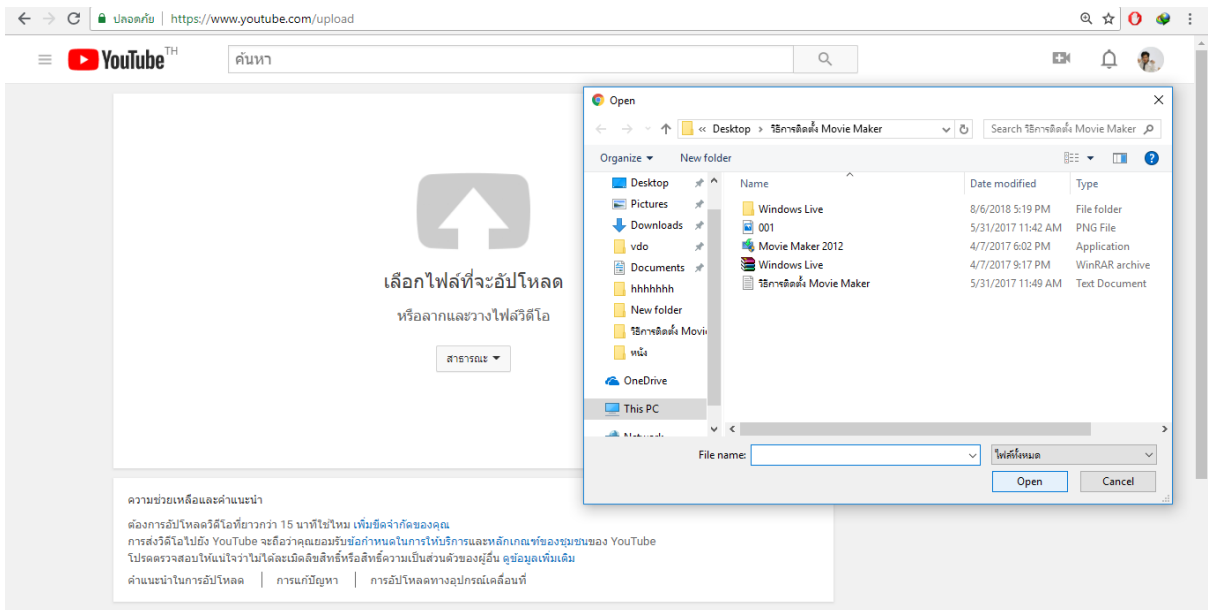 ปลอดภัย | https://www.youtube.com/upload
YouTube TH
ค้นหา
เลือกไฟล์ที่จะอัปโหลด
หรือลากและวางไฟล์วิดีโอ
สาธารณะ
Open
« Desktop › วิธีการติดตั้ง Movie Maker
Search วิธีการติดตั้ง Movie Maker
Organize
New folder
Desktop
Pictures
Downloads
vdo
Documents
hhhhhhh
New folder
วิธีการติดตั้ง Movi
หนัง
OneDrive
This PC
Network
Name Date modified Type
Windows Live 8/6/2018 5:19 PM File folder
001 5/31/2017 11:42 AM PNG File
Movie Maker 2012 4/7/2017 6:02 PM Application
Windows Live 4/7/2017 9:17 PM WinRAR archive
วิธีการติดตั้ง Movie Maker 5/31/2017 11:49 AM Text Document
File name:
ไฟล์ทั้งหมด
Open
Cancel
ความช่วยเหลือและคำแนะนำ
ต้องการอัปโหลดวิดีโอที่ยาวกว่า 15 นาทีใช่ไหม เพิ่มขีดจำกัดของคุณ
การส่งวิดีโอไปยัง YouTube จะถือว่าคุณยอมรับข้อกำหนดในการให้บริการและหลักเกณฑ์ของชุมชนของ YouTube
โปรดตรวจสอบให้แน่ใจว่าไม่ได้ละเมิดลิขสิทธิ์หรือสิทธิ์ความเป็นส่วนตัวของผู้อื่น ดูข้อมูลเพิ่มเติม
คำแนะนำในการอัปโหลด | การแก้ปัญหา | การอัปโหลดทางอุปกรณ์เคลื่อนที่